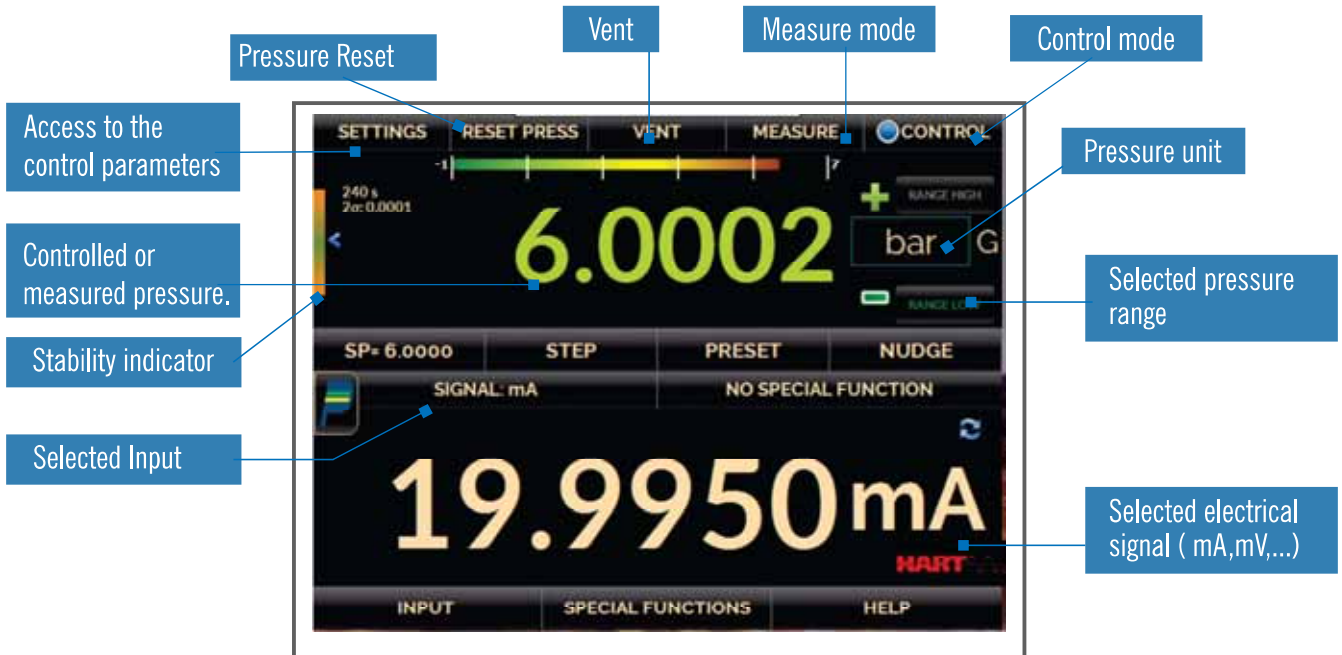 Vent
Measure mode
Control mode
Pressure Reset
Access to the
control parameters
Pressure unit
Controlled or
measured pressure.
Selected pressure
range
Stability indicator
Selected Input
Selected electrical
signal ( mA,mV,...)
SETTINGS RESET PRESS VENT MEASURE CONTROL
-1 7
240 s
2σ: 0.0001
RANGE HIGH
6.0002 bar G
RANGE LOW
SP= 6.0000 STEP PRESET NUDGE
SIGNAL: mA NO SPECIAL FUNCTION
19.9950 mA
HART
INPUT SPECIAL FUNCTIONS HELP